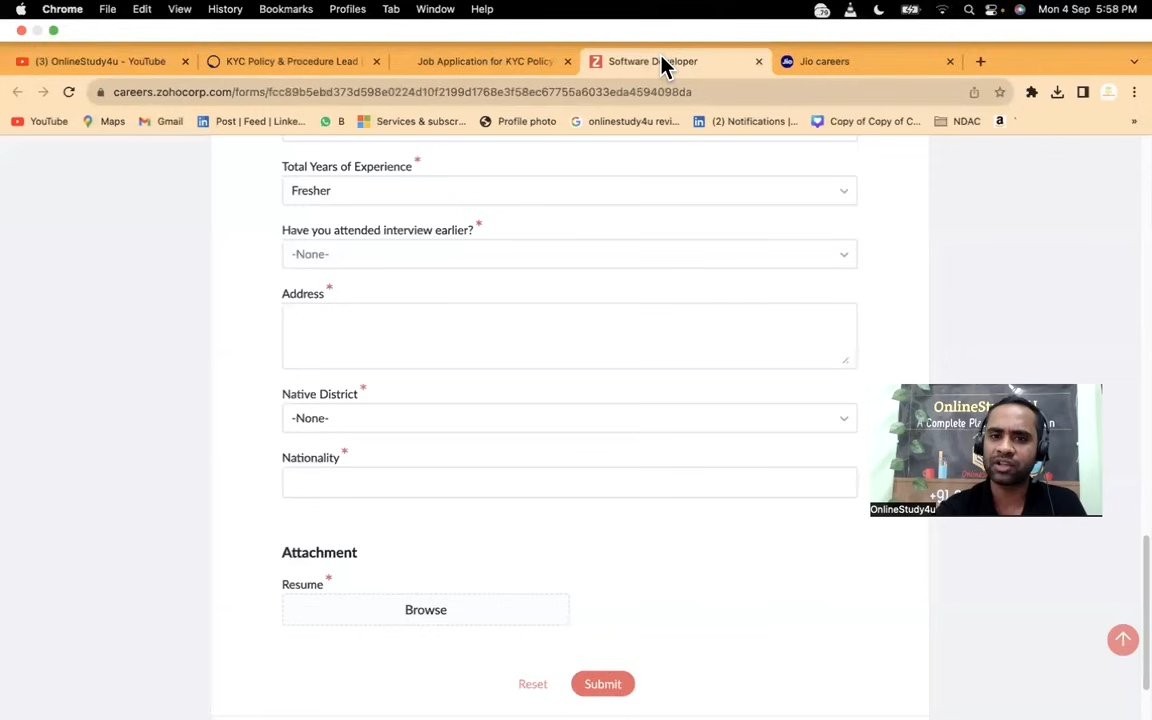 Chrome File Edit View History Bookmarks Profiles Tab Window Help .79 Mon 4 Sep 5:58 PM
(3) OnlineStudy4u - YouTube KYC Policy & Procedure Lead Job Application for KYC Policy Software Developer Jio Jio careers
careers.zohocorp.com/forms/fcc89b5ebd373d598e0224d10f2199d1768e3f58ec67755a6033eda4594098da
YouTube Maps Gmail Post | Feed | Linke... B Services & subscr... Profile photo onlinestudy4u revi... (2) Notifications |... Copy of Copy of C... NDAC
Total Years of Experience *
Fresher
Have you attended interview earlier? *
-None-
Address *
Native District *
-None-
Nationality *
Attachment
Resume *
Browse
Reset Submit
A Complete
+91
OnlineStudy4u